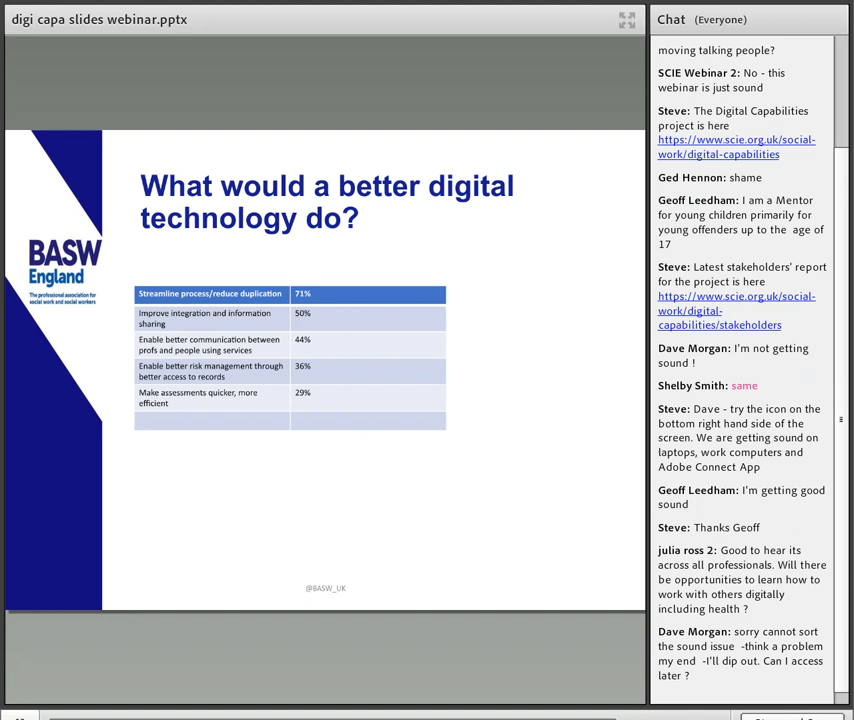 digi capa slides webinar.pptx
What would a better digital
technology do?
BASW
England
The professional association for
social work and social workers
Streamline process/reduce duplication 71%
Improve integration and information 50%
sharing
Enable better communication between 44%
profs and people using services
Enable better risk management through 36%
better access to records
Make assessments quicker, more 29%
efficient
@BASW_UK
Chat (Everyone)
moving talking people?
SCIE Webinar 2: No - this
webinar is just sound
Steve: The Digital Capabilities
project is here
https://www.scie.org.uk/social-
work/digital-capabilities
Ged Hennon: shame
Geoff Leedham: I am a Mentor
for young children primarily for
young offenders up to the age of
17
Steve: Latest stakeholders' report
for the project is here
https://www.scie.org.uk/social-
work/digital-
capabilities/stakeholders
Dave Morgan: I'm not getting
sound !
Shelby Smith: same
Steve: Dave - try the icon on the
bottom right hand side of the
screen. We are getting sound on
laptops, work computers and
Adobe Connect App
Geoff Leedham: I'm getting good
sound
Steve: Thanks Geoff
julia ross 2: Good to hear its
across all professionals. Will there
be opportunities to learn how to
work with others digitally
including health ?
Dave Morgan: sorry cannot sort
the sound issue -think a problem
my end -I'll dip out. Can I access
later ?